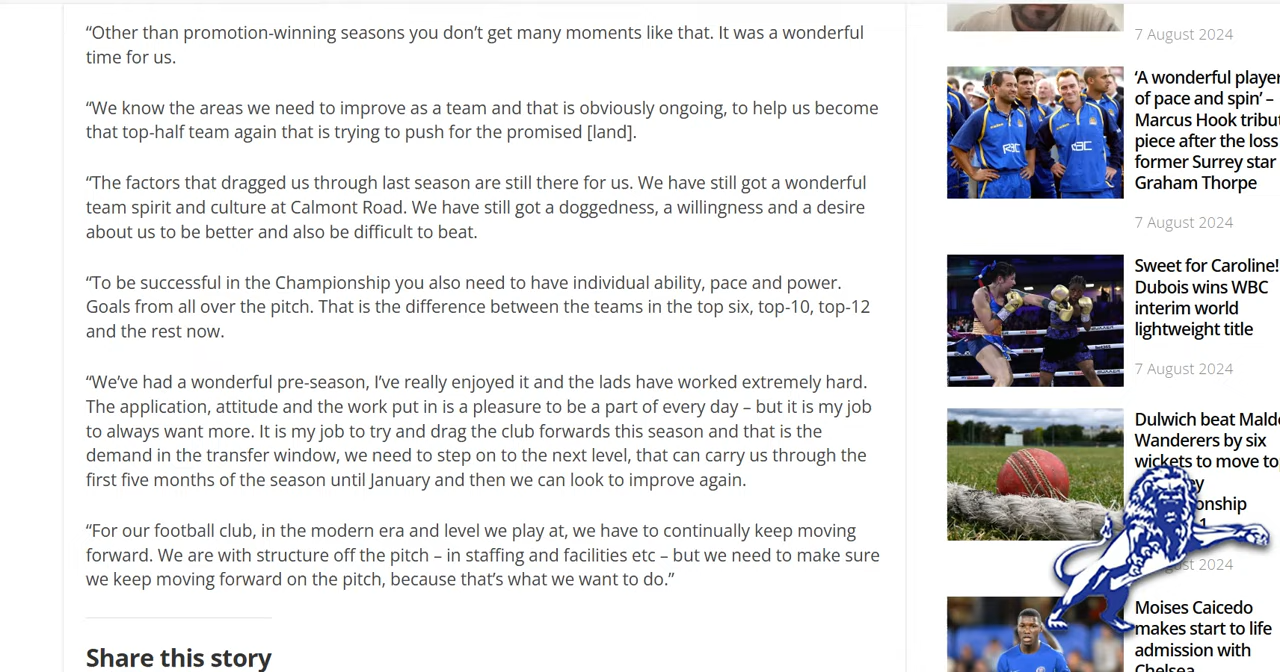 “Other than promotion-winning seasons you don’t get many moments like that. It was a wonderful
time for us.
“We know the areas we need to improve as a team and that is obviously ongoing, to help us become
that top-half team again that is trying to push for the promised [land].
“The factors that dragged us through last season are still there for us. We have still got a wonderful
team spirit and culture at Calmont Road. We have still got a doggedness, a willingness and a desire
about us to be better and also be difficult to beat.
“To be successful in the Championship you also need to have individual ability, pace and power.
Goals from all over the pitch. That is the difference between the teams in the top six, top-10, top-12
and the rest now.
“We’ve had a wonderful pre-season, I’ve really enjoyed it and the lads have worked extremely hard.
The application, attitude and the work put in is a pleasure to be a part of every day – but it is my job
to always want more. It is my job to try and drag the club forwards this season and that is the
demand in the transfer window, we need to step on to the next level, that can carry us through the
first five months of the season until January and then we can look to improve again.
“For our football club, in the modern era and level we play at, we have to continually keep moving
forward. We are with structure off the pitch – in staffing and facilities etc – but we need to make sure
we keep moving forward on the pitch, because that’s what we want to do.”
Share this story
7 August 2024
‘A wonderful player
of pace and spin’ –
Marcus Hook
piece after the loss
former Surrey star
Graham Thorpe
7 August 2024
Sweet for Caroline!
Dubois wins WBC
interim world
lightweight title
7 August 2024
Dulwich beat
Wanderers by six
wickets to move
2024
Moises Caicedo
makes start to life
admission with
Chelsea